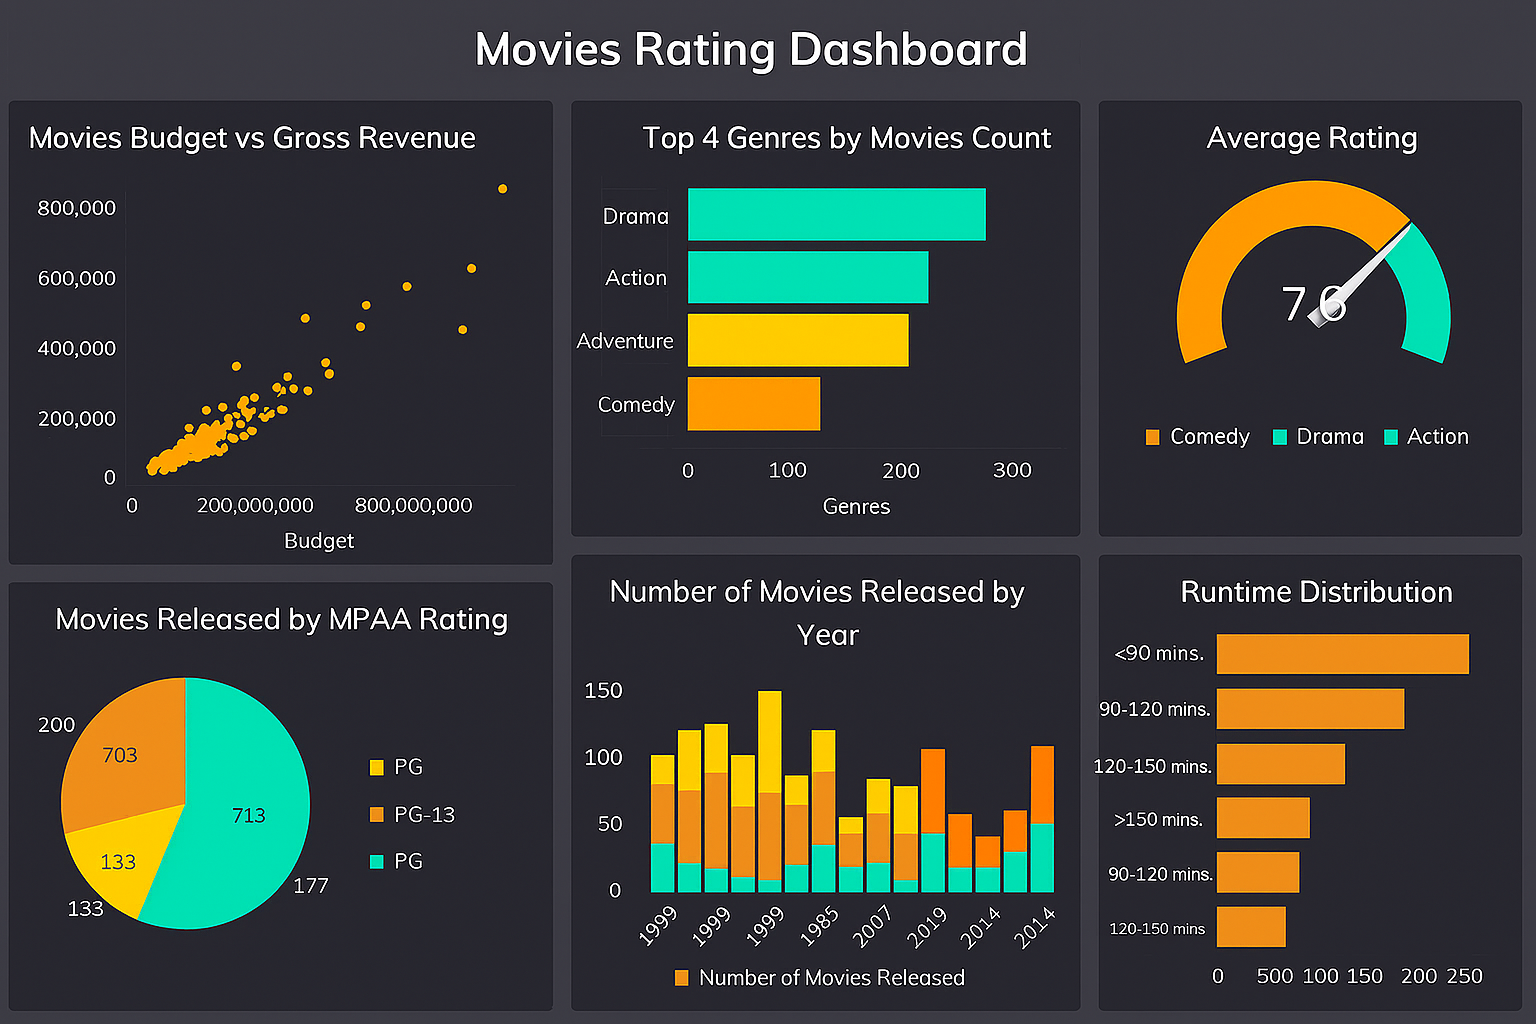 Movies Rating Dashboard
Movies Budget vs Gross Revenue
800,000
600,000
400,000
200,000
0
0 200,000,000 800,000,000
Budget
Top 4 Genres by Movies Count
Drama
Action
Adventure
Comedy
0 100 200 300
Genres
Average Rating
7.6
Comedy Drama Action
Movies Released by MPAA Rating
200
703
713
133
177
133
PG
PG-13
PG
Number of Movies Released by
Year
150
100
50
0
1999 1999 1999 1985 2007 2019 2014 2014
Number of Movies Released
Runtime Distribution
<90 mins.
90-120 mins.
120-150 mins.
>150 mins.
90-120 mins.
120-150 mins
0 500 100 150 200 250